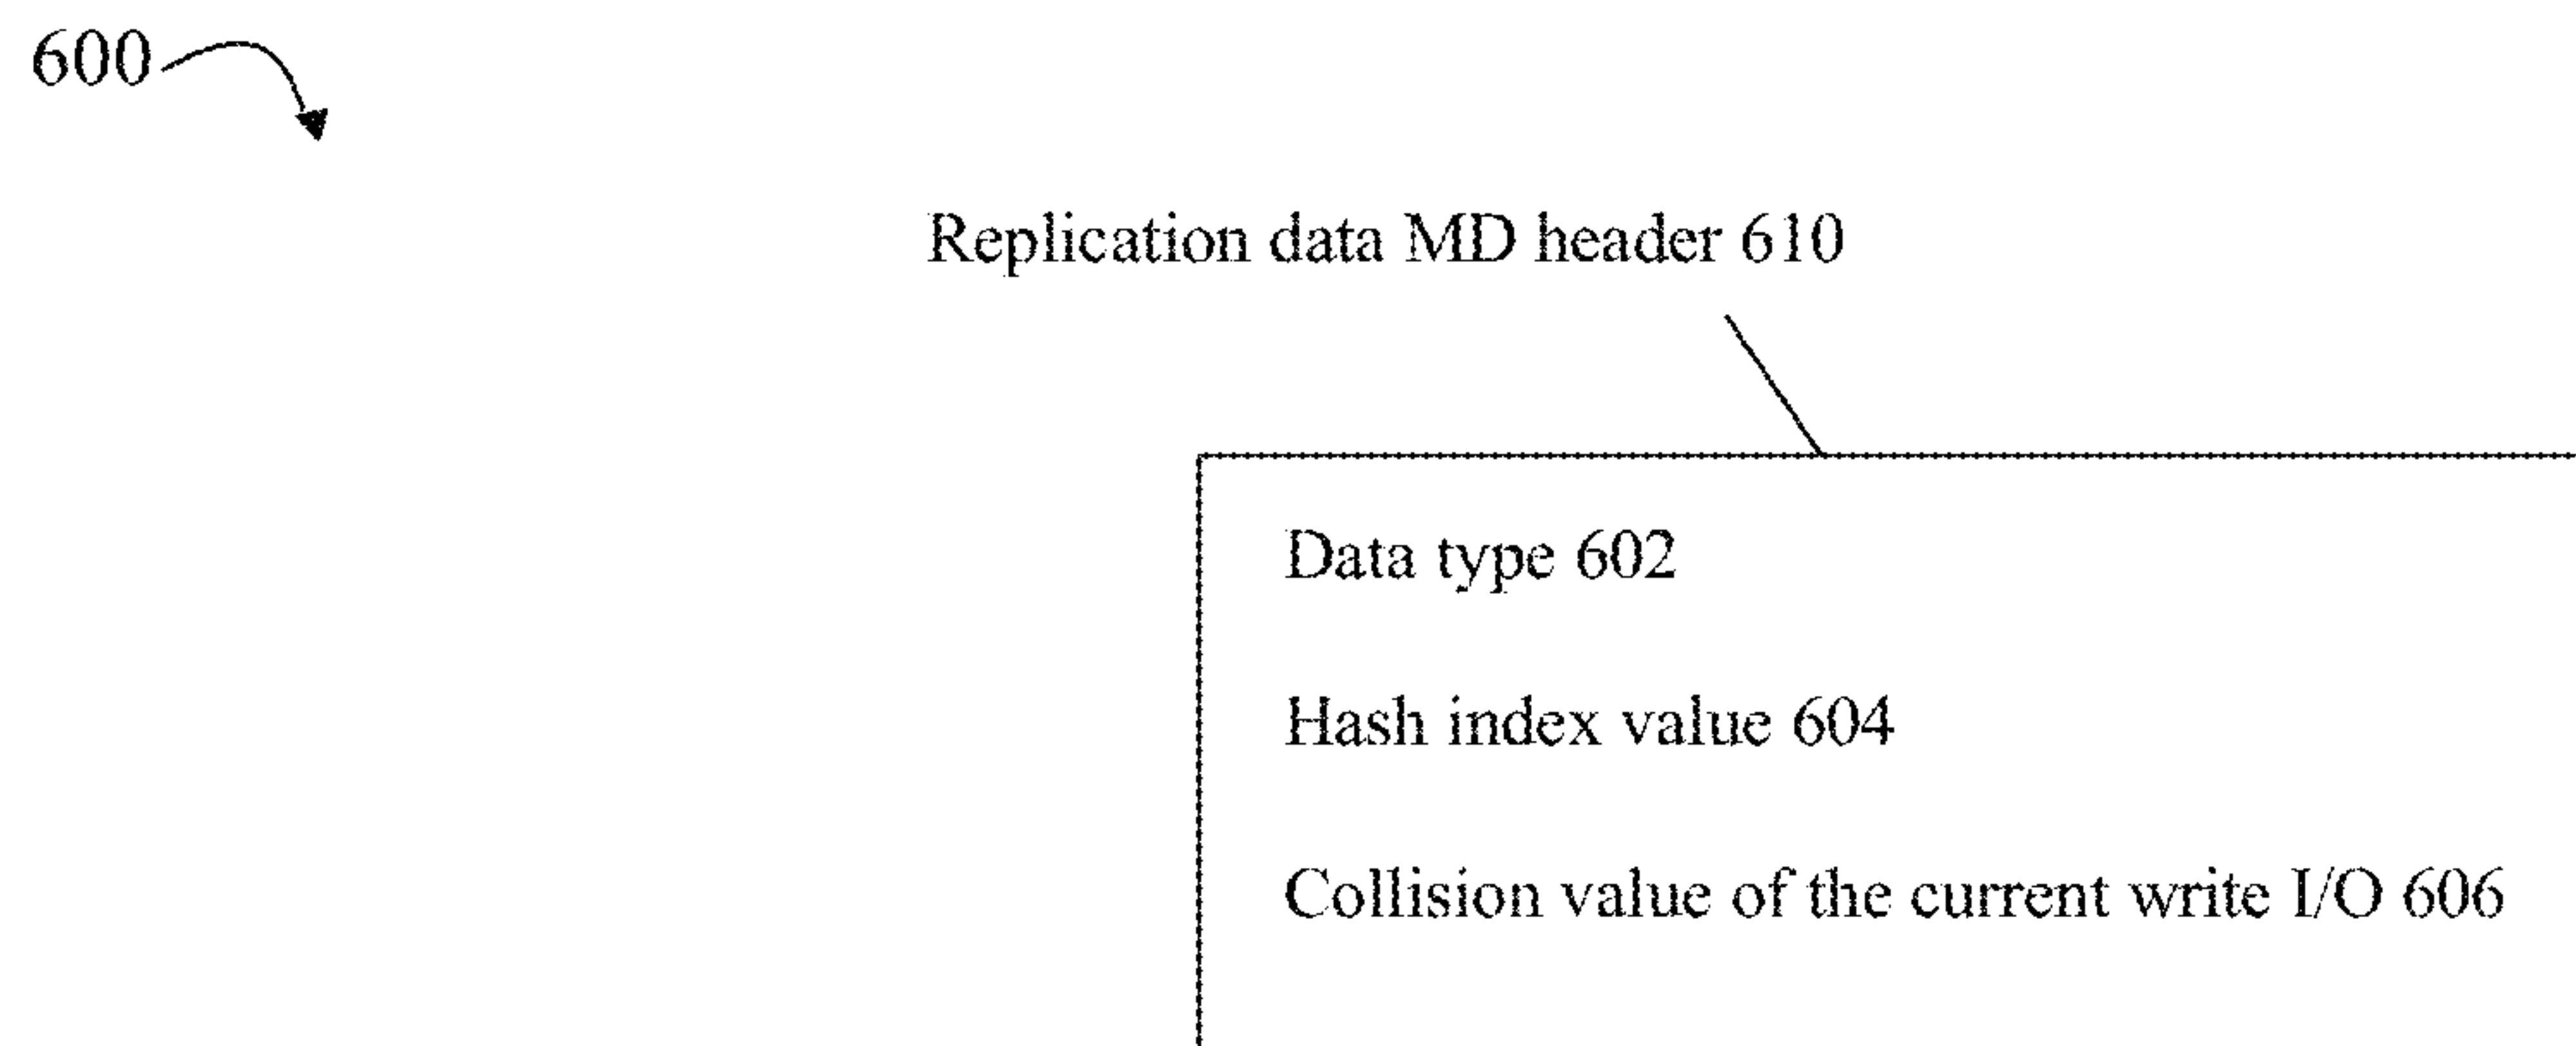 600
Replication data MD header 610
Data type 602
Hash index value 604
Collision value of the current write I/O 606